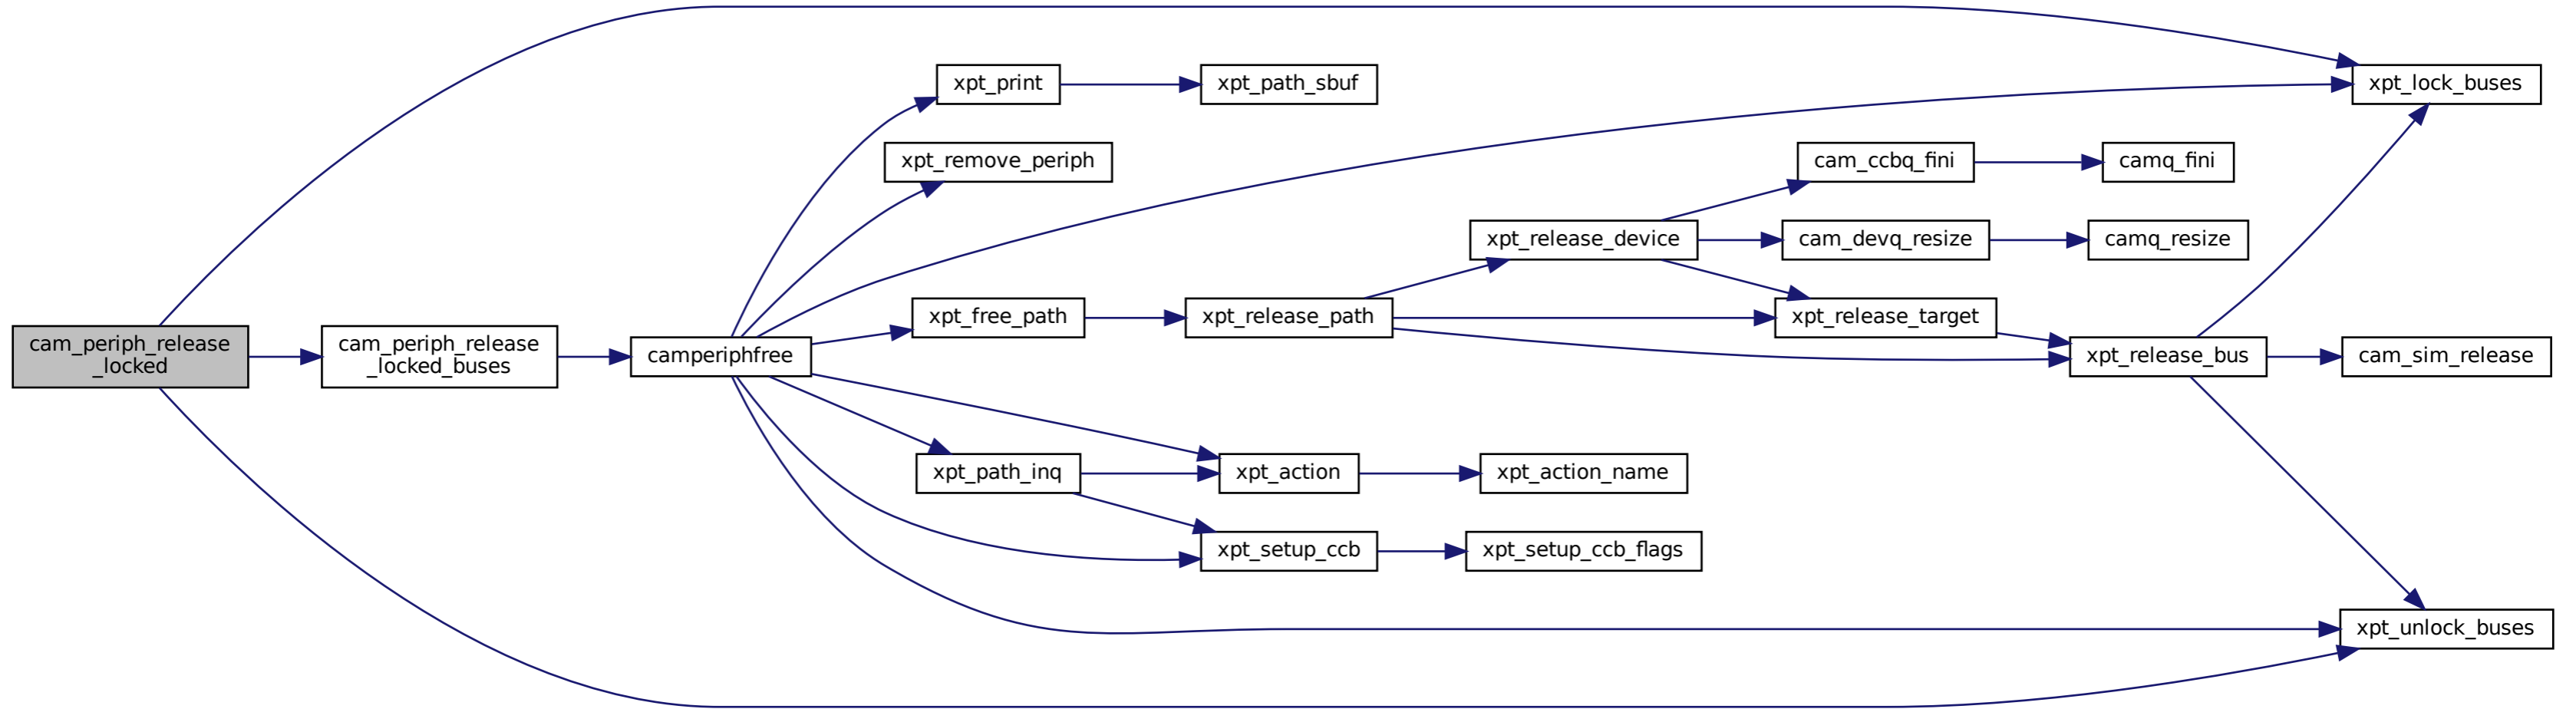 xpt_print
xpt_path_sbuf
xpt_lock_buses
xpt_remove_periph
cam_ccbq_fini
camq_fini
xpt_release_device
cam_devq_resize
camq_resize
xpt_free_path
xpt_release_path
xpt_release_target
cam_periph_release
_locked
cam_periph_release
_locked_buses
camperiphfree
xpt_release_bus
cam_sim_release
xpt_path_inq
xpt_action
xpt_action_name
xpt_setup_ccb
xpt_setup_ccb_flags
xpt_unlock_buses